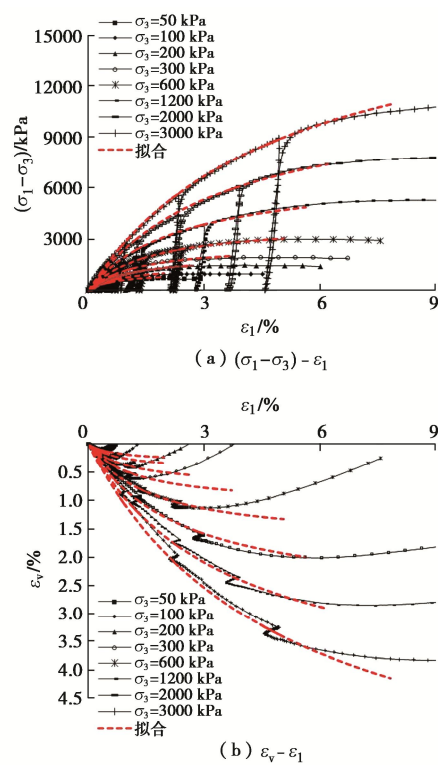 15000
12000
9000
6000
3000
0
(σ1−σ3)/kPa
σ3=50 kPa
σ3=100 kPa
σ3=200 kPa
σ3=300 kPa
σ3=600 kPa
σ3=1200 kPa
σ3=2000 kPa
σ3=3000 kPa
拟合
0 3 6 9
ε1/%
(a) (σ1−σ3)−ε1
ε1/%
0 3 6 9
0.5
1.0
1.5
2.0
2.5
3.0
3.5
4.0
4.5
εv/%
σ3=50 kPa
σ3=100 kPa
σ3=200 kPa
σ3=300 kPa
σ3=600 kPa
σ3=1200 kPa
σ3=2000 kPa
σ3=3000 kPa
拟合
(b) εv−ε1